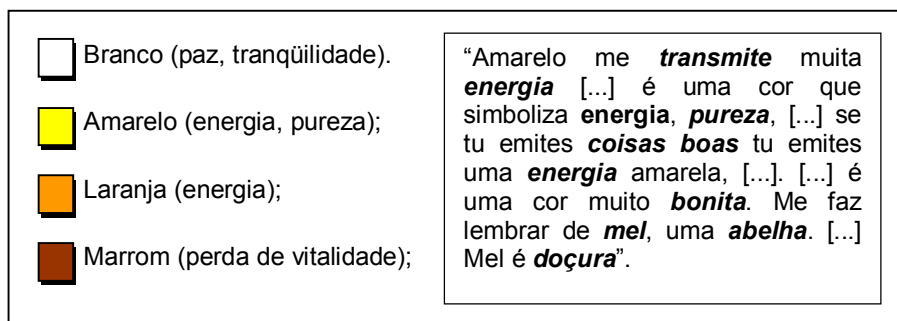 Branco (paz, tranqüilidade).
Amarelo (energia, pureza);
Laranja (energia);
Marrom (perda de vitalidade);
“Amarelo me transmite muita
energia [...] é uma cor que
simboliza energia, pureza, [...] se
tu emites coisas boas tu emites
uma energia amarela, [...]. [...] é
uma cor muito bonita. Me faz
lembrar de mel, uma abelha. [...]
Mel é doçura”.